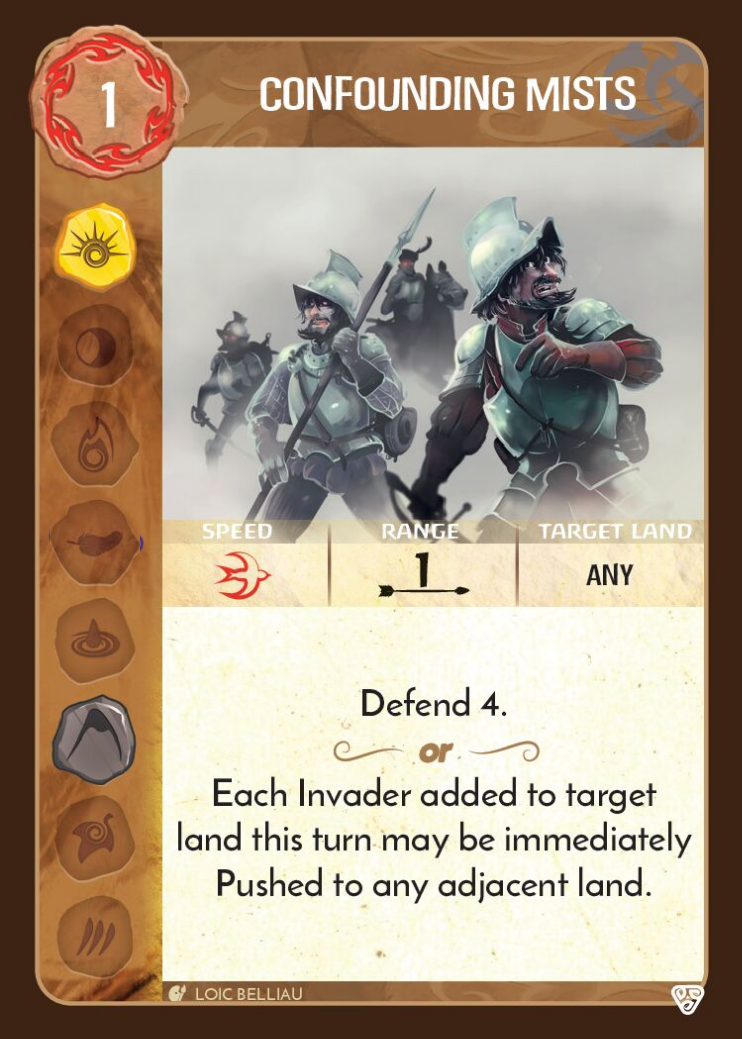 1
CONFOUNDING MISTS
SPEED RANGE TARGET LAND
1 ANY
Defend 4.
or
Each Invader added to target
land this turn may be immediately
Pushed to any adjacent land.
LOIC BELLIAU